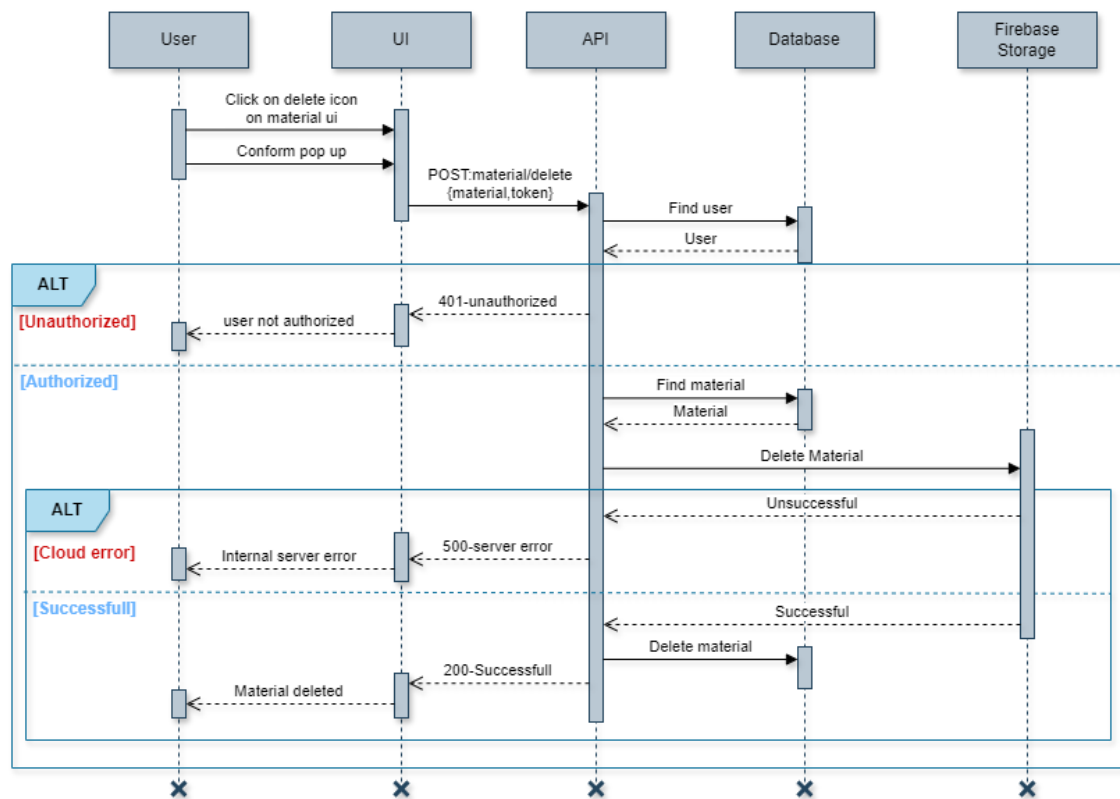 User
UI
API
Database
Firebase
Storage
Click on delete icon
on material ui
Conform pop up
POST:material/delete
{material,token}
Find user
User
ALT
401-unauthorized
[Unauthorized]
user not authorized
[Authorized]
Find material
Material
Delete Material
ALT
Unsuccessful
500-server error
[Cloud error]
Internal server error
[Successfull]
Successful
Delete material
200-Successfull
Material deleted